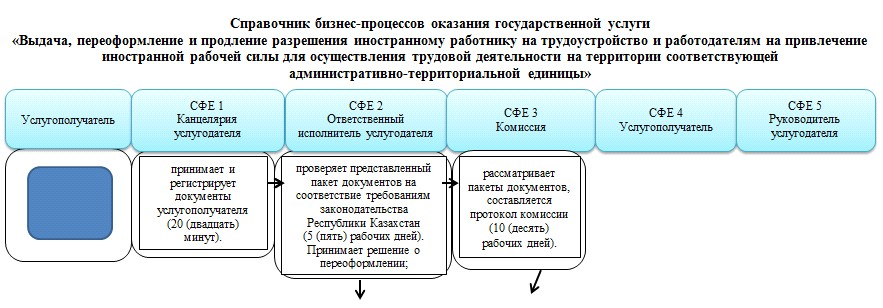 Справочник бизнес-процессов оказания государственной услуги
«Выдача, переоформление и продление разрешения иностранному работнику на трудоустройство и работодателям на привлечение
иностранной рабочей силы для осуществления трудовой деятельности на территории соответствующей
административно-территориальной единицы»
Услугополучатель
СФЕ 1
Канцелярия
услугодателя
СФЕ 2
Ответственный
исполнитель услугодателя
СФЕ 3
Комиссия
СФЕ 4
Услугополучатель
СФЕ 5
Руководитель
услугодателя
принимает и
регистрирует
документы
услугополучателя
(20 (двадцать)
минут).
проверяет представленный
пакет документов на
соответствие требованиям
законодательства
Республики Казахстан
(5 (пять) рабочих дней).
Принимает решение о
переоформлении;
рассматривает
пакеты документов,
составляется
протокол комиссии
(10 (десять)
рабочих дней).